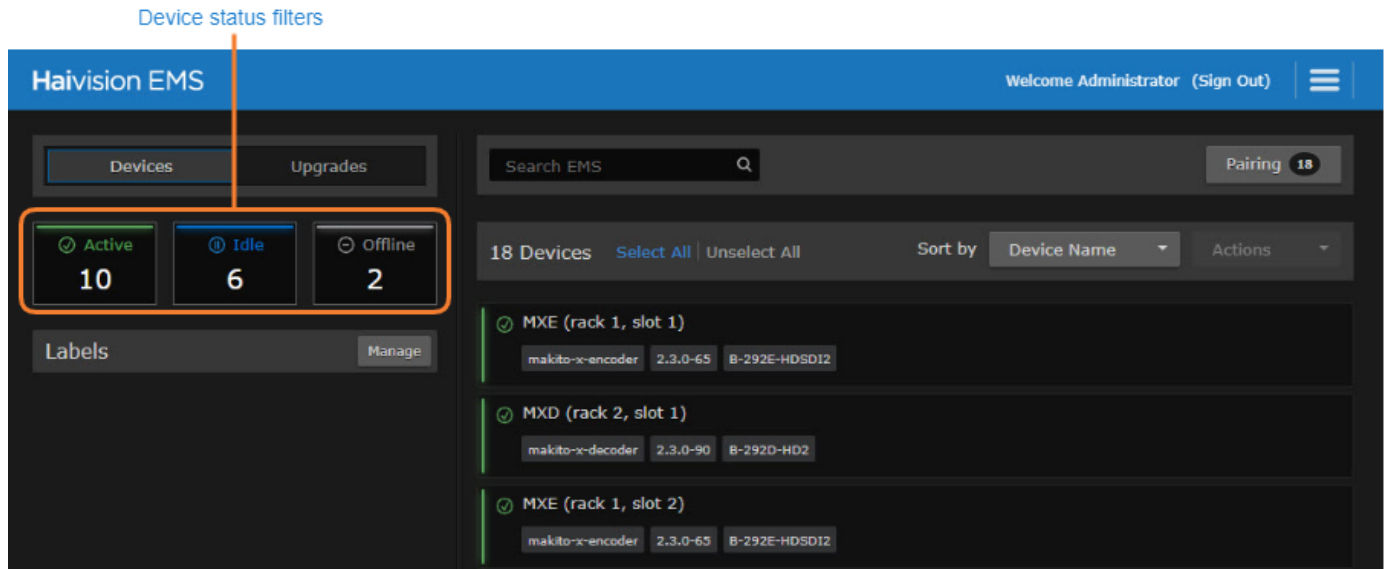 Device status filters
Haivision EMS
Welcome Administrator (Sign Out)
Devices
Upgrades
Search EMS
Pairing 18
Active
10
Idle
6
Offline
2
18 Devices Select All | Unselect All
Sort by Device Name
Actions
Labels
Manage
MXE (rack 1, slot 1)
makito-x-encoder 2.3.0-65 B-292E-HDSDI2
MXD (rack 2, slot 1)
makito-x-decoder 2.3.0-90 B-292D-HD2
MXE (rack 1, slot 2)
makito-x-encoder 2.3.0-65 B-292E-HDSDI2